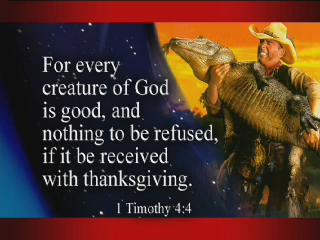 For every
creature of God
is good, and
nothing to be refused,
if it be received
with thanksgiving.
1 Timothy 4:4